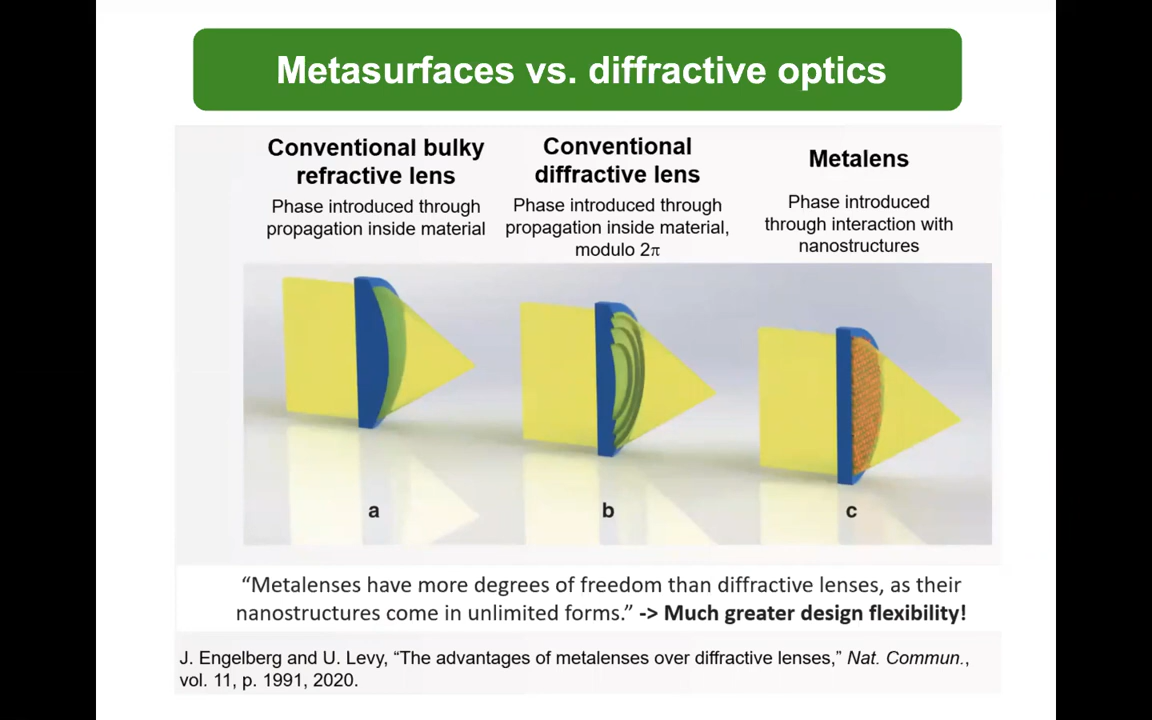 Metasurfaces vs. diffractive optics
Conventional bulky
refractive lens
Phase introduced through
propagation inside material
Conventional
diffractive lens
Phase introduced through
propagation inside material,
modulo 2π
Metalens
Phase introduced
through interaction with
nanostructures
a
b
c
“Metalenses have more degrees of freedom than diffractive lenses, as their
nanostructures come in unlimited forms.” -> Much greater design flexibility!
J. Engelberg and U. Levy, “The advantages of metalenses over diffractive lenses,” Nat. Commun.,
vol. 11, p. 1991, 2020.